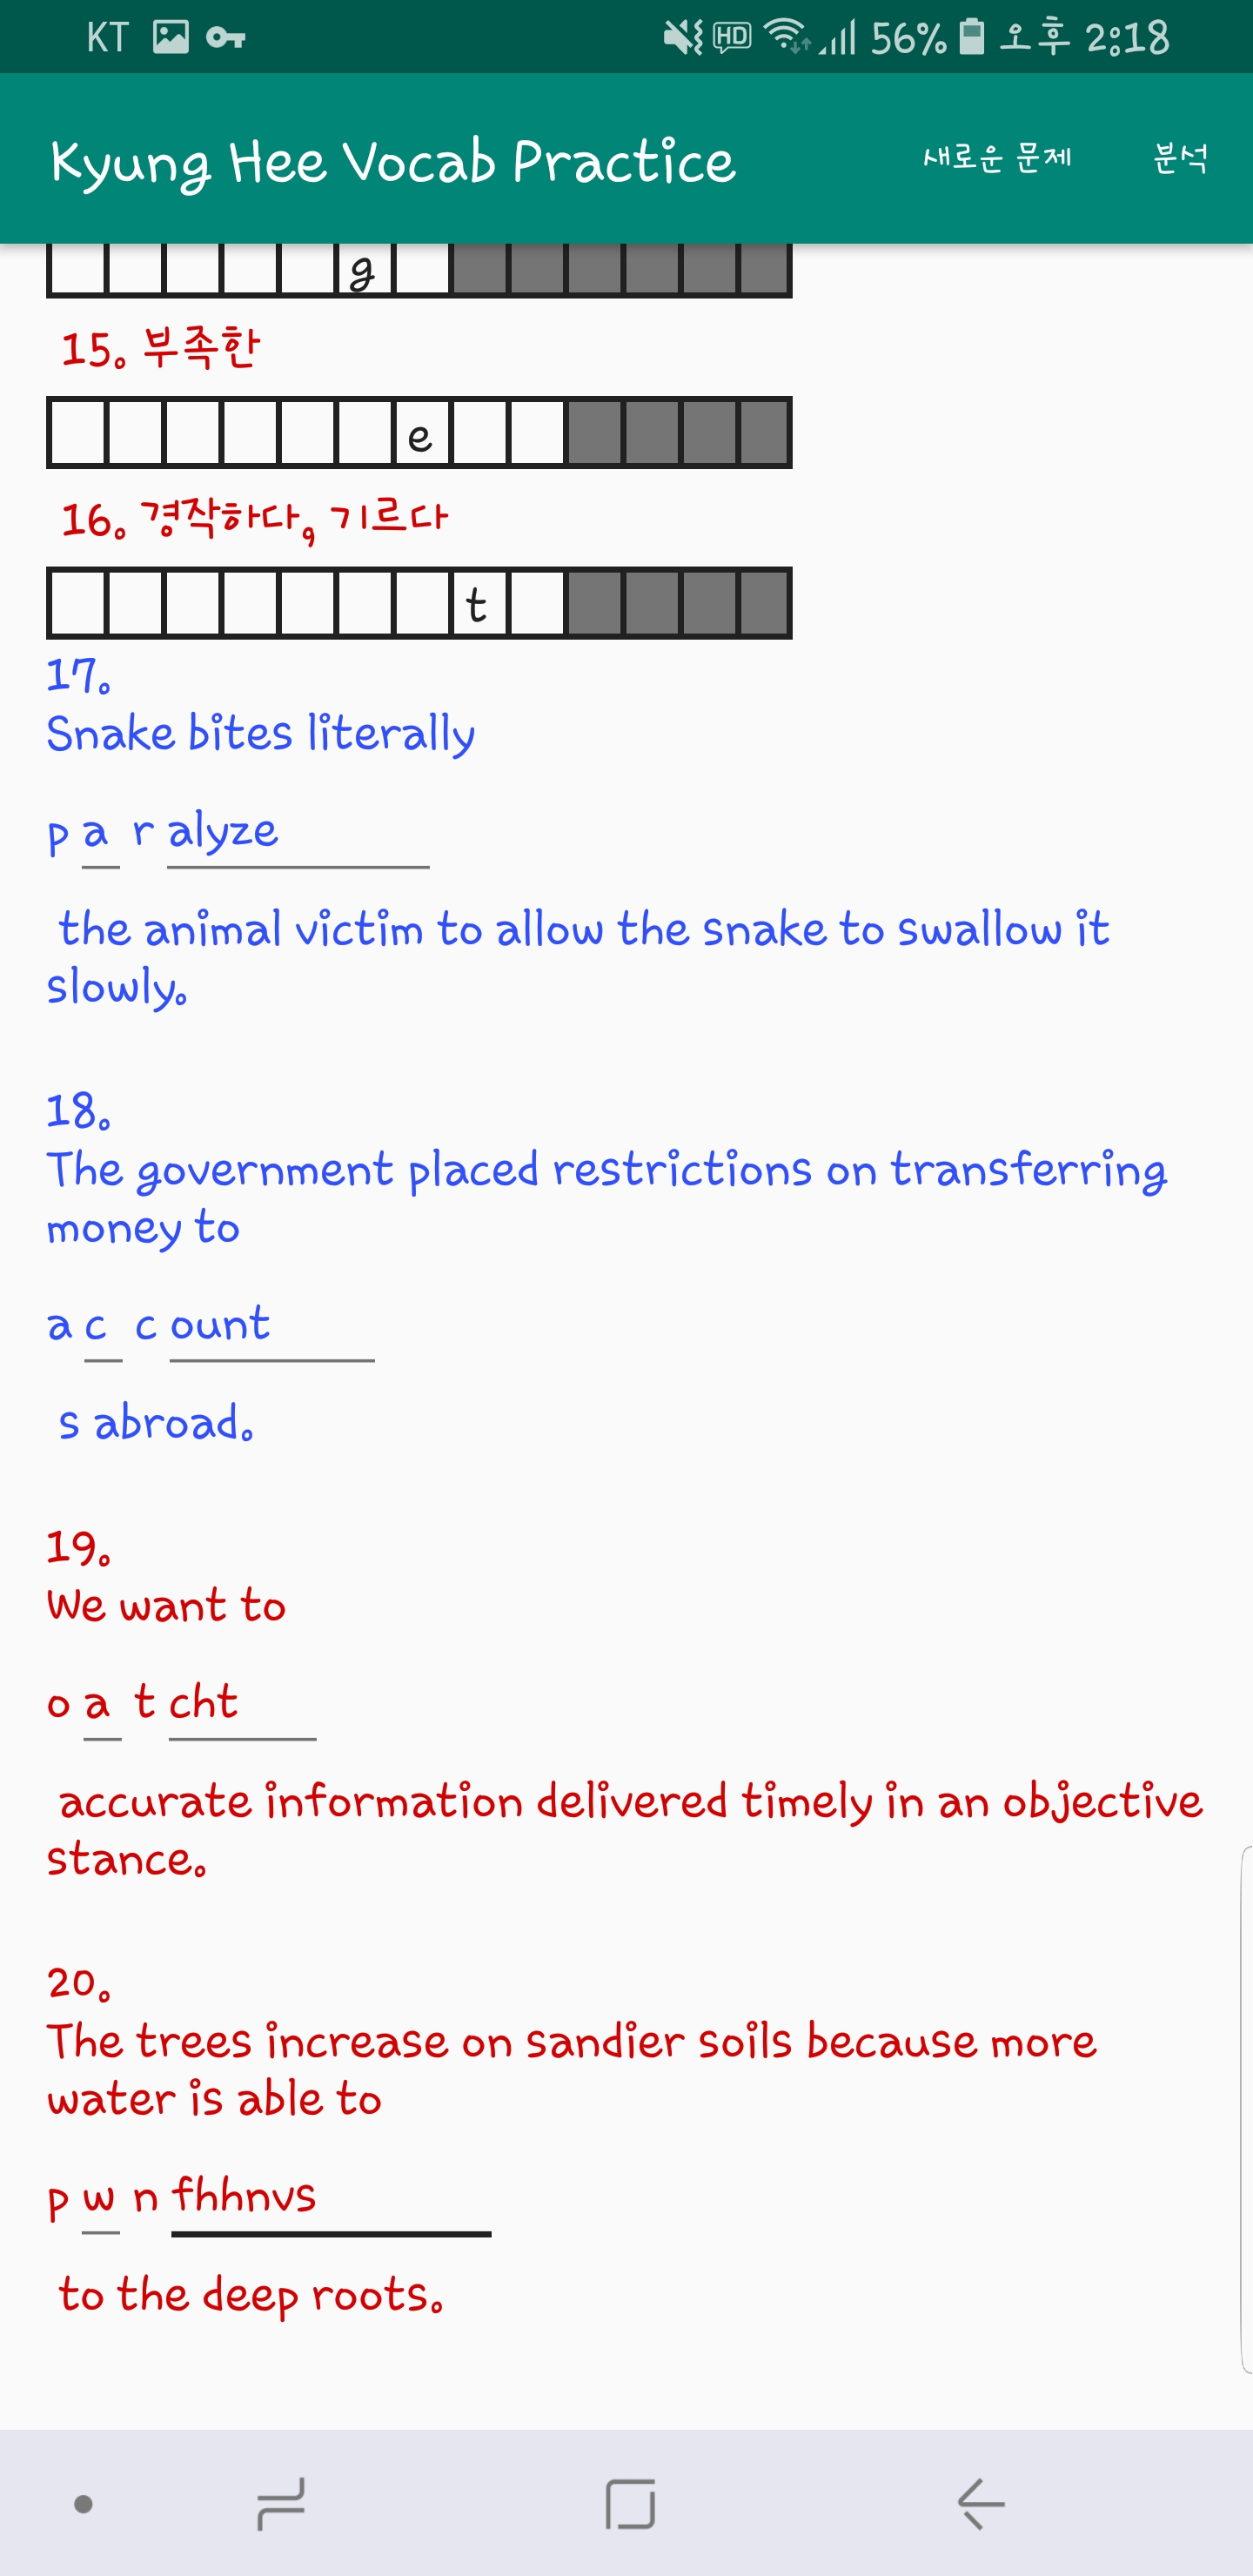 KT HD 56% 오후 2:18
Kyung Hee Vocab Practice 새로운 문제 분석
g
15. 부족한
e
16. 경작하다, 기르다
t
17.
Snake bites literally
p a r alyze
the animal victim to allow the snake to swallow it
slowly.
18.
The government placed restrictions on transferring
money to
a c c ount
s abroad.
19.
We want to
o a t cht
accurate information delivered timely in an objective
stance.
20.
The trees increase on sandier soils because more
water is able to
p w n fhhnvs
to the deep roots.